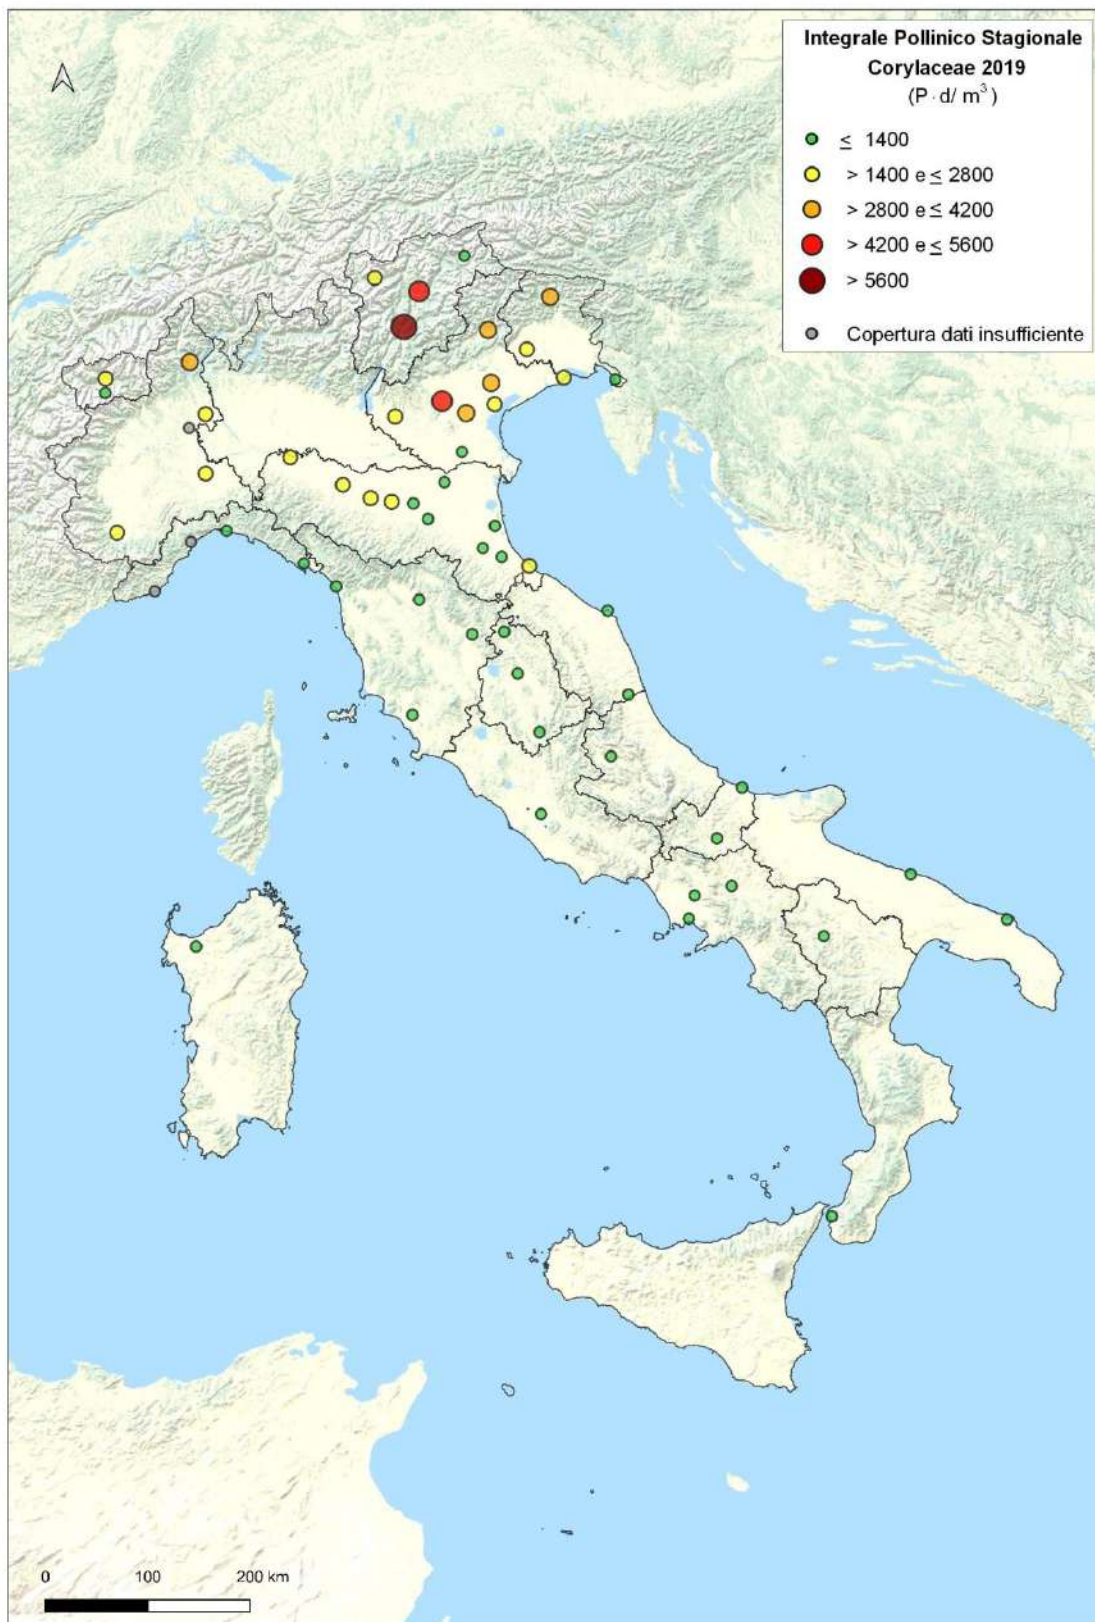 Integrale Pollinico Stagionale
Corylaceae 2019
(P · d/ m³)
≤ 1400
> 1400 e ≤ 2800
> 2800 e ≤ 4200
> 4200 e ≤ 5600
> 5600
Copertura dati insufficiente
0 100 200 km